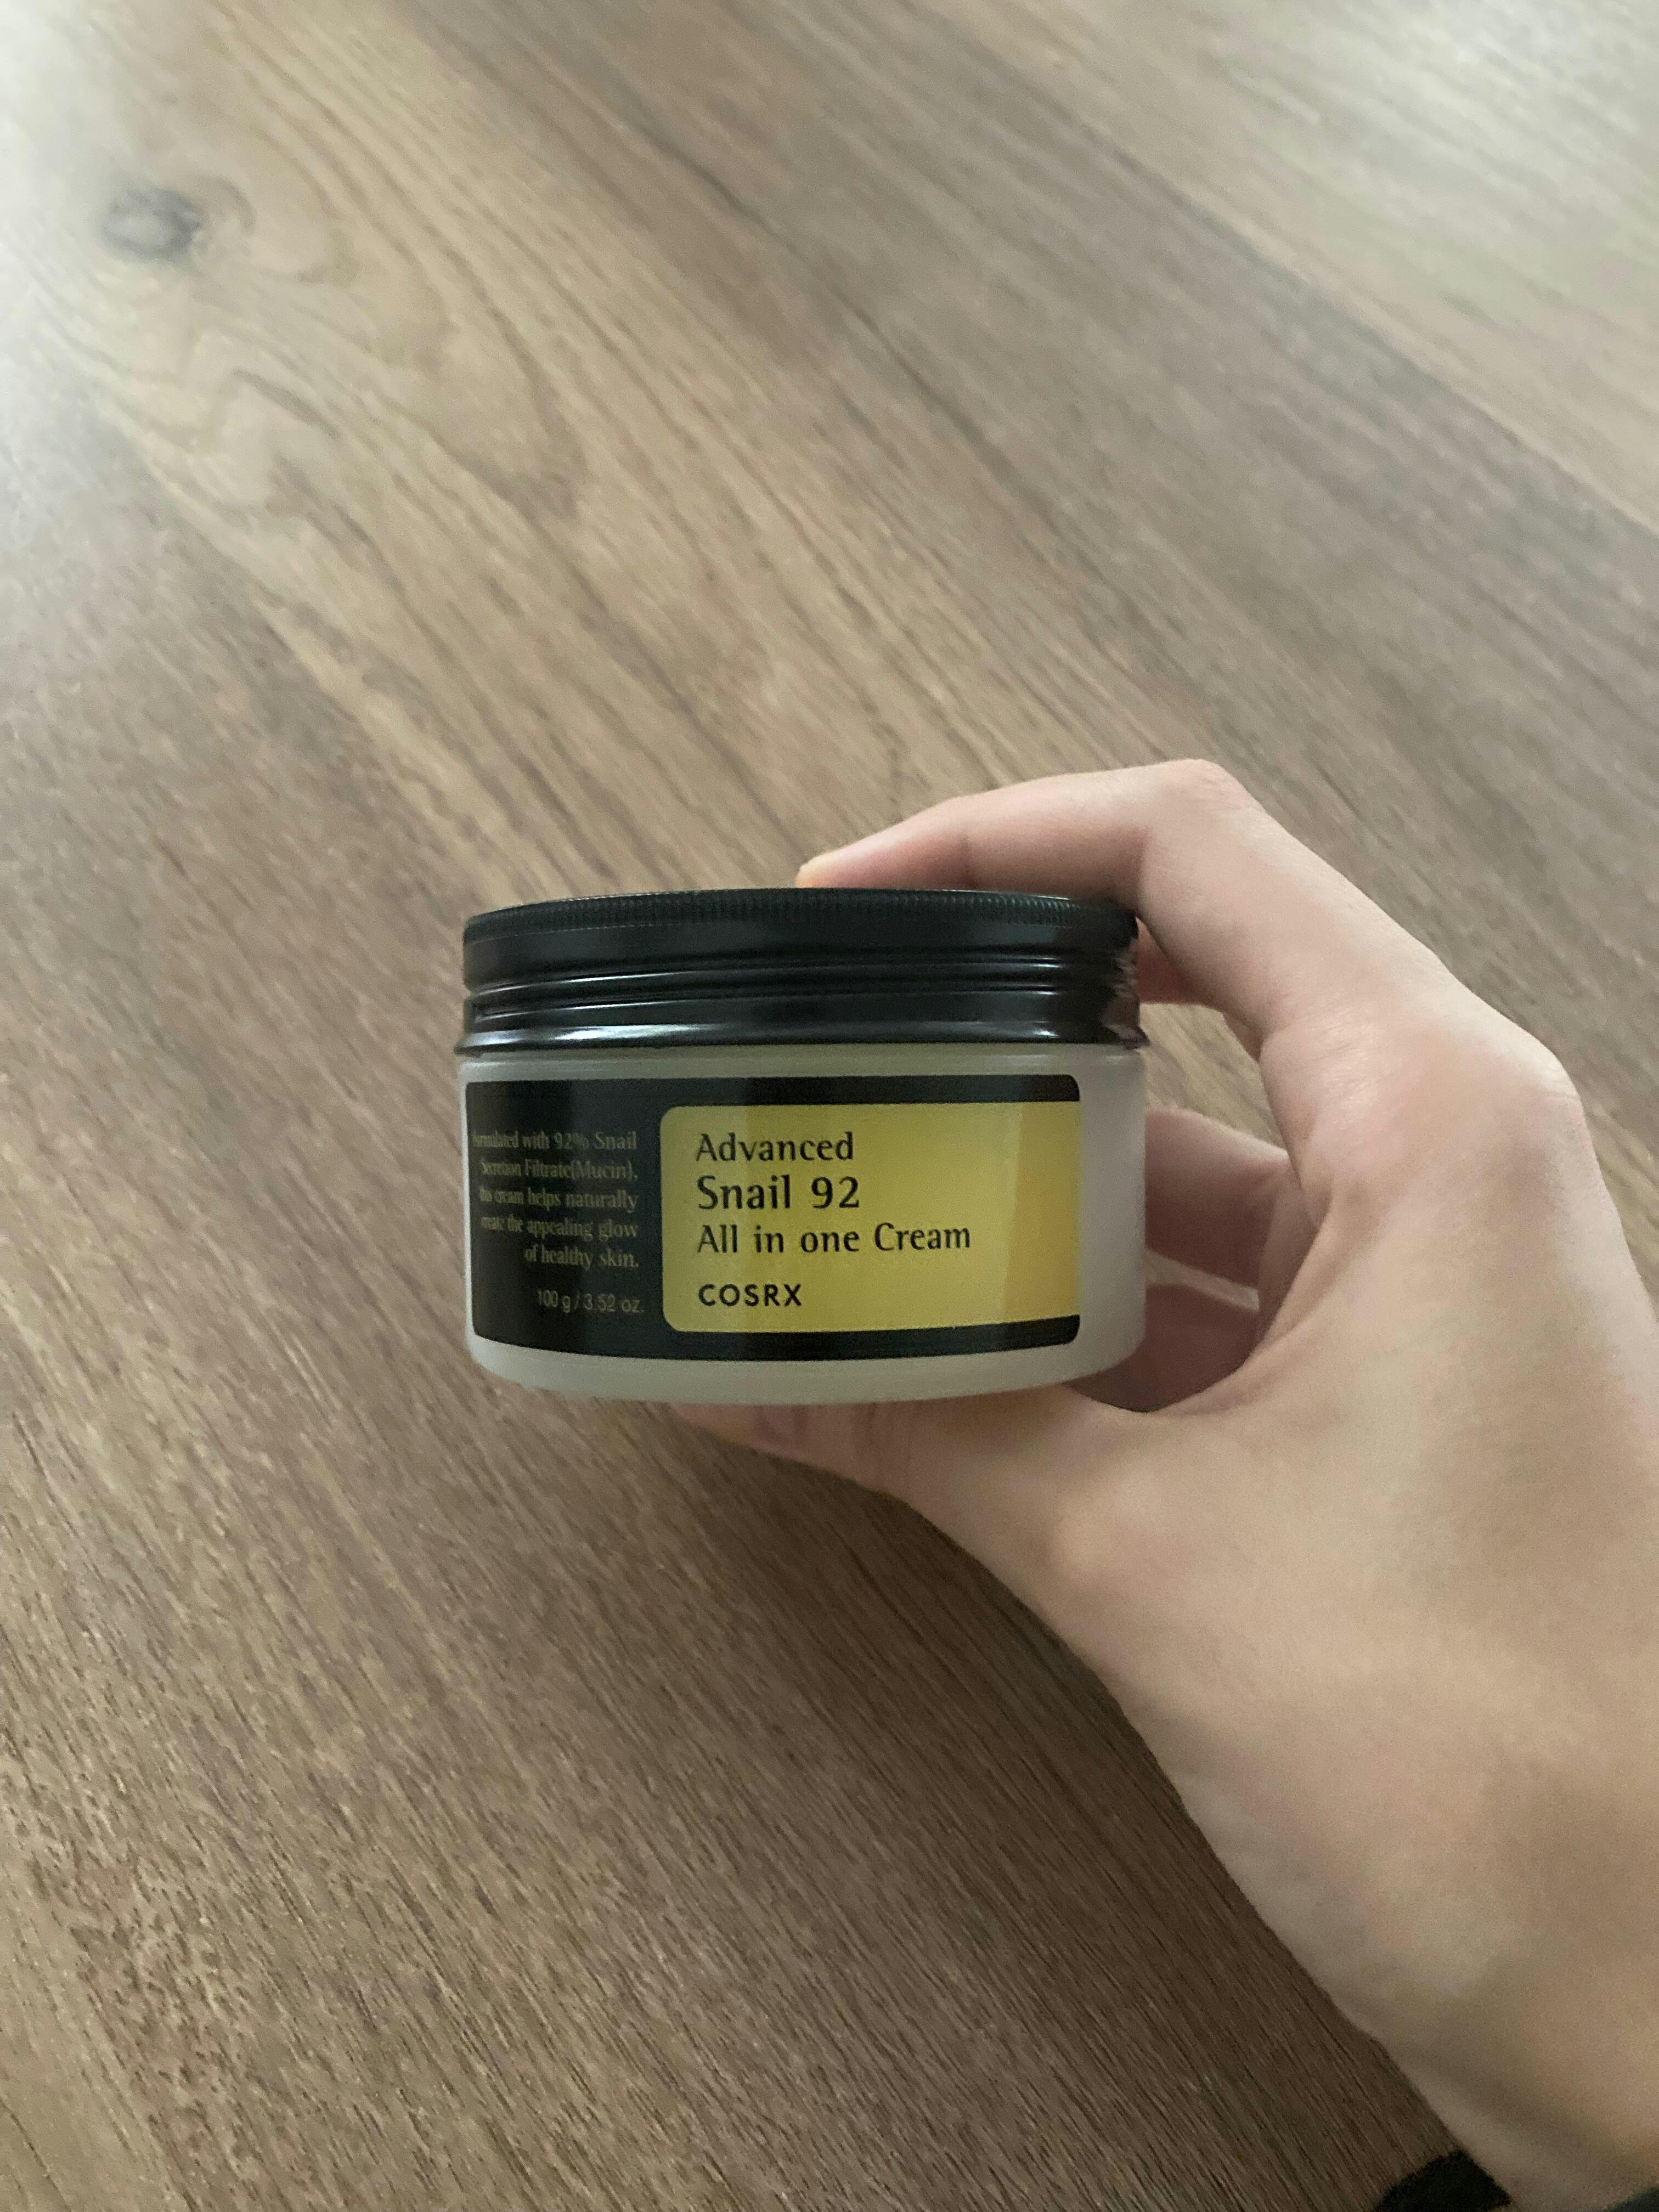 Formulated with 92% Snail
Secretion Filtrate(Mucin),
this cream helps naturally
create the appealing glow
of healthy skin.
100 g / 3.52 oz.
Advanced
Snail 92
All in one Cream
COSRX